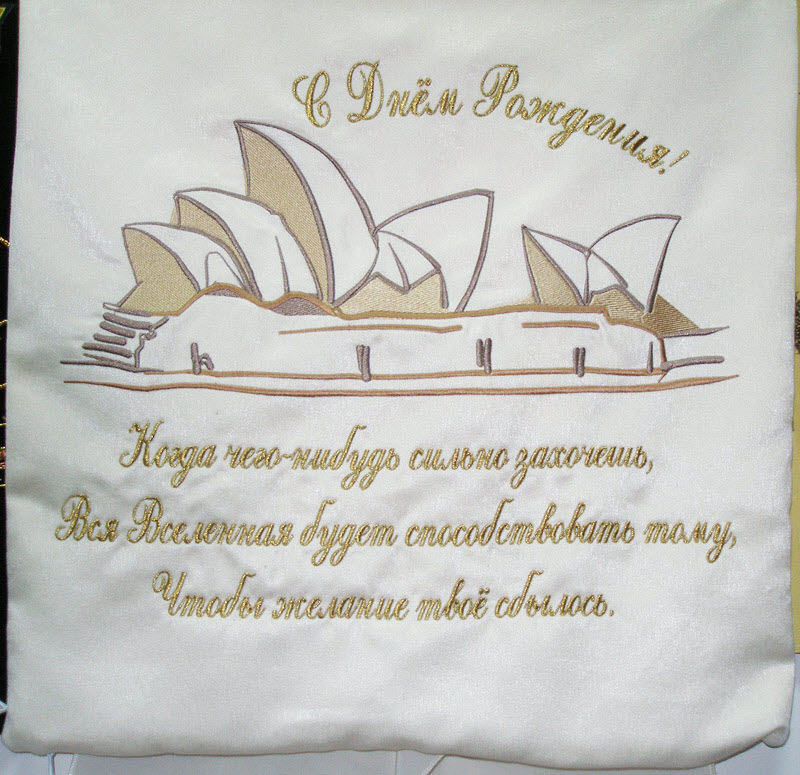 С Днём Рождения!
Когда чего-нибудь сильно захочешь,
Вся Вселенная будет способствовать тому,
Чтобы желание твоё сбылось.